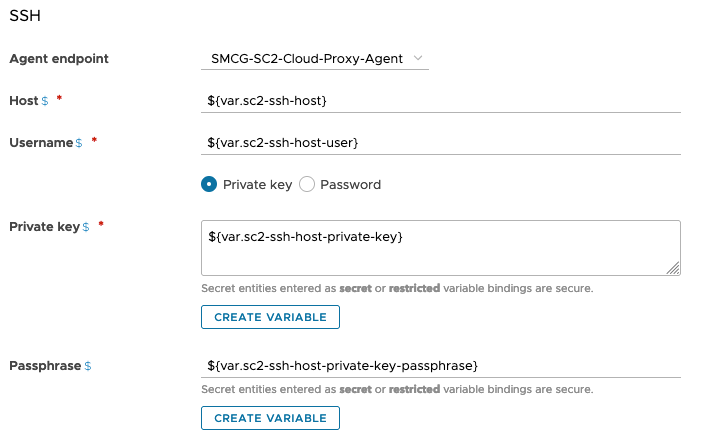 SSH
Agent endpoint SMCG-SC2-Cloud-Proxy-Agent
Host $ * ${var.sc2-ssh-host}
Username $ * ${var.sc2-ssh-host-user}
Private key Password
Private key $ * ${var.sc2-ssh-host-private-key}
Secret entities entered as secret or restricted variable bindings are secure.
CREATE VARIABLE
Passphrase $ ${var.sc2-ssh-host-private-key-passphrase}
Secret entities entered as secret or restricted variable bindings are secure.
CREATE VARIABLE